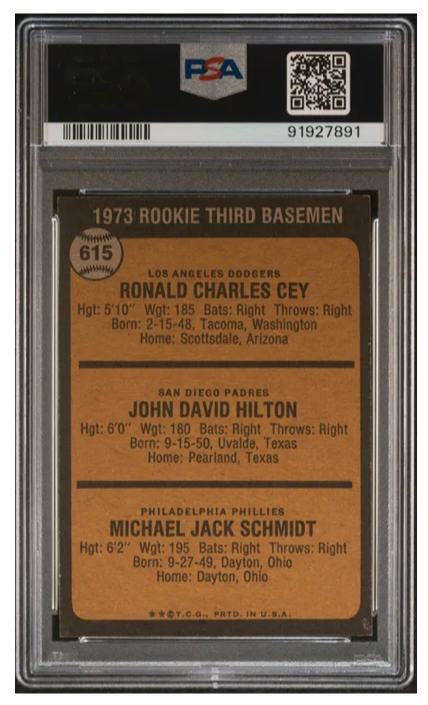 PSA
91927891
1973 ROOKIE THIRD BASEMEN
615
LOS ANGELES DODGERS
RONALD CHARLES CEY
Hgt: 5'10" Wgt: 185 Bats: Right Throws: Right
Born: 2-15-48, Tacoma, Washington
Home: Scottsdale, Arizona
SAN DIEGO PADRES
JOHN DAVID HILTON
Hgt: 6'0" Wgt: 180 Bats: Right Throws: Right
Born: 9-15-50, Uvalde, Texas
Home: Pearland, Texas
PHILADELPHIA PHILLIES
MICHAEL JACK SCHMIDT
Hgt: 6'2" Wgt: 195 Bats: Right Throws: Right
Born: 9-27-49, Dayton, Ohio
Home: Dayton, Ohio
★★©T.C.G., PRTD. IN U.S.A.